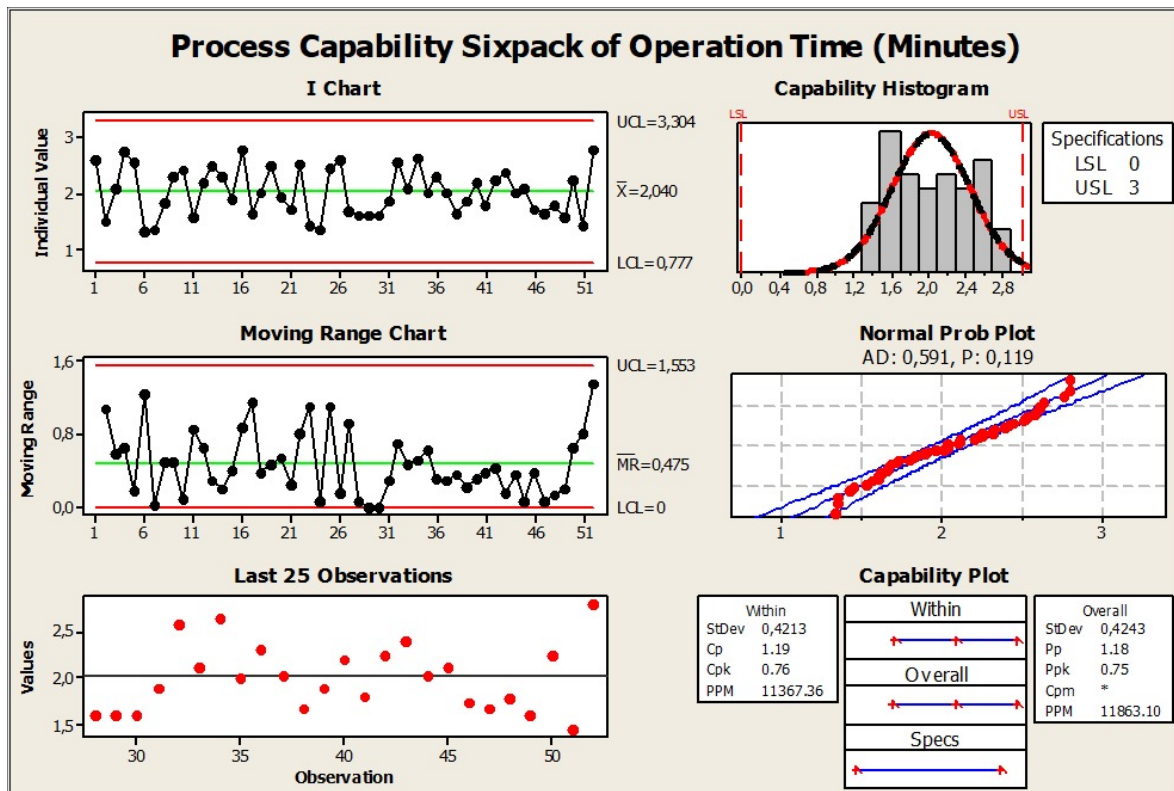 Process Capability Sixpack of Operation Time (Minutes)
I Chart
Individual Value
3
2
1
UCL=3,304
X=2,040
LCL=0,777
1 6 11 16 21 26 31 36 41 46 51
Capability Histogram
LSL USL
0,0 0,4 0,8 1,2 1,6 2,0 2,4 2,8
Specifications
LSL 0
USL 3
Moving Range Chart
Moving Range
1,6
0,8
0,0
UCL=1,553
MR=0,475
LCL=0
1 6 11 16 21 26 31 36 41 46 51
Normal Prob Plot
AD: 0,591, P: 0,119
1 2 3
Last 25 Observations
Values
2,5
2,0
1,5
30 35 40 45 50
Observation
Capability Plot
Within
StDev 0,4213
Cp 1.19
Cpk 0.76
PPM 11367.36
Within
Overall
Specs
Overall
StDev 0,4243
Pp 1.18
Ppk 0.75
Cpm *
PPM 11863.10